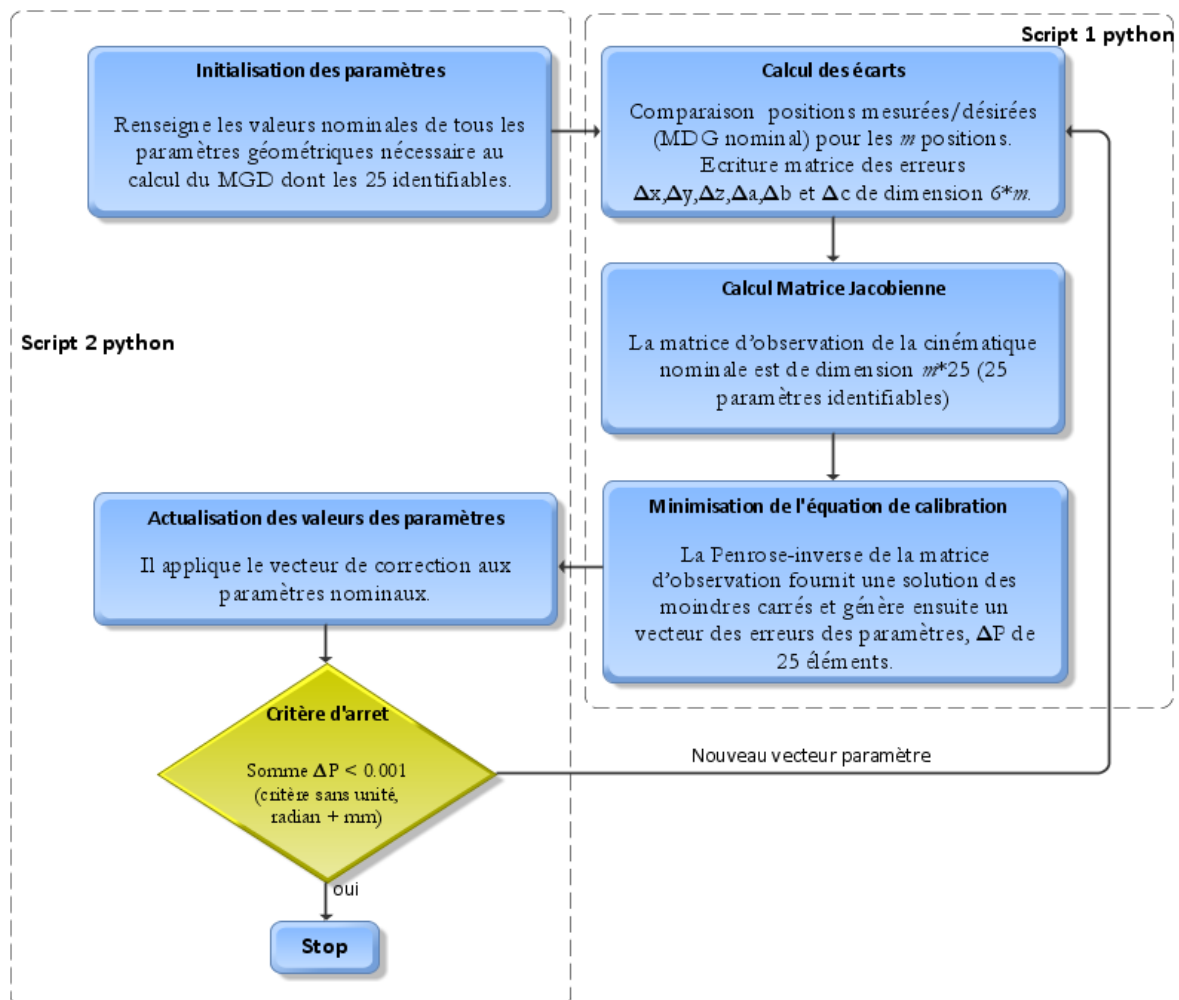 Script 1 python
Initialisation des paramètres
Renseigne les valeurs nominales de tous les
paramètres géométriques nécessaire au
calcul du MGD dont les 25 identifiables.
Calcul des écarts
Comparaison positions mesurées/désirées
(MDG nominal) pour les m positions.
Ecriture matrice des erreurs
Δx,Δy,Δz,Δa,Δb et Δc de dimension 6*m.
Calcul Matrice Jacobienne
La matrice d'observation de la cinématique
nominale est de dimension m*25 (25
paramètres identifiables)
Script 2 python
Minimisation de l'équation de calibration
La Penrose-inverse de la matrice
d'observation fournit une solution des
moindres carrés et génère ensuite un
vecteur des erreurs des paramètres, ΔP de
25 éléments.
Actualisation des valeurs des paramètres
Il applique le vecteur de correction aux
paramètres nominaux.
Critère d'arret
Somme ΔP < 0.001
(critère sans unité,
radian + mm)
Nouveau vecteur paramètre
oui
Stop